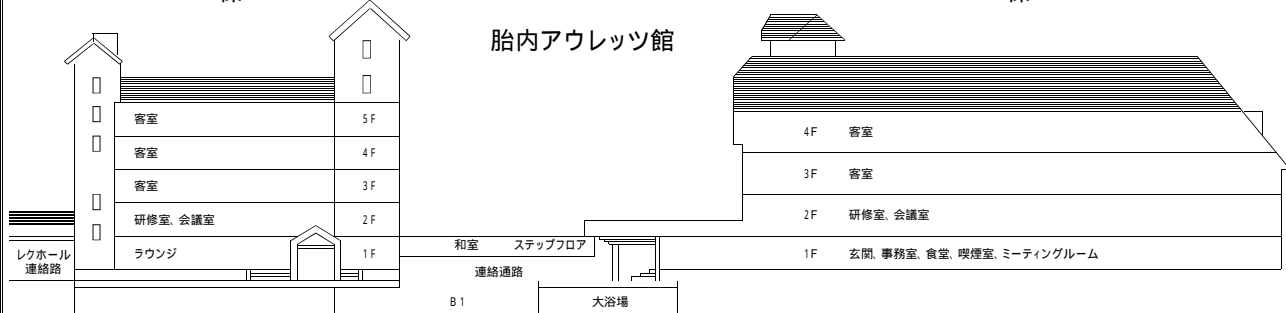 胎内アウレッツ館
客室 5F
客室 4F
客室 3F
研修室、会議室 2F
ラウンジ 1F
レクホール
連絡路
和室 ステップフロア
連絡通路
B1 大浴場
4F 客室
3F 客室
2F 研修室、会議室
1F 玄関、事務室、食堂、喫煙室、ミーティングルーム